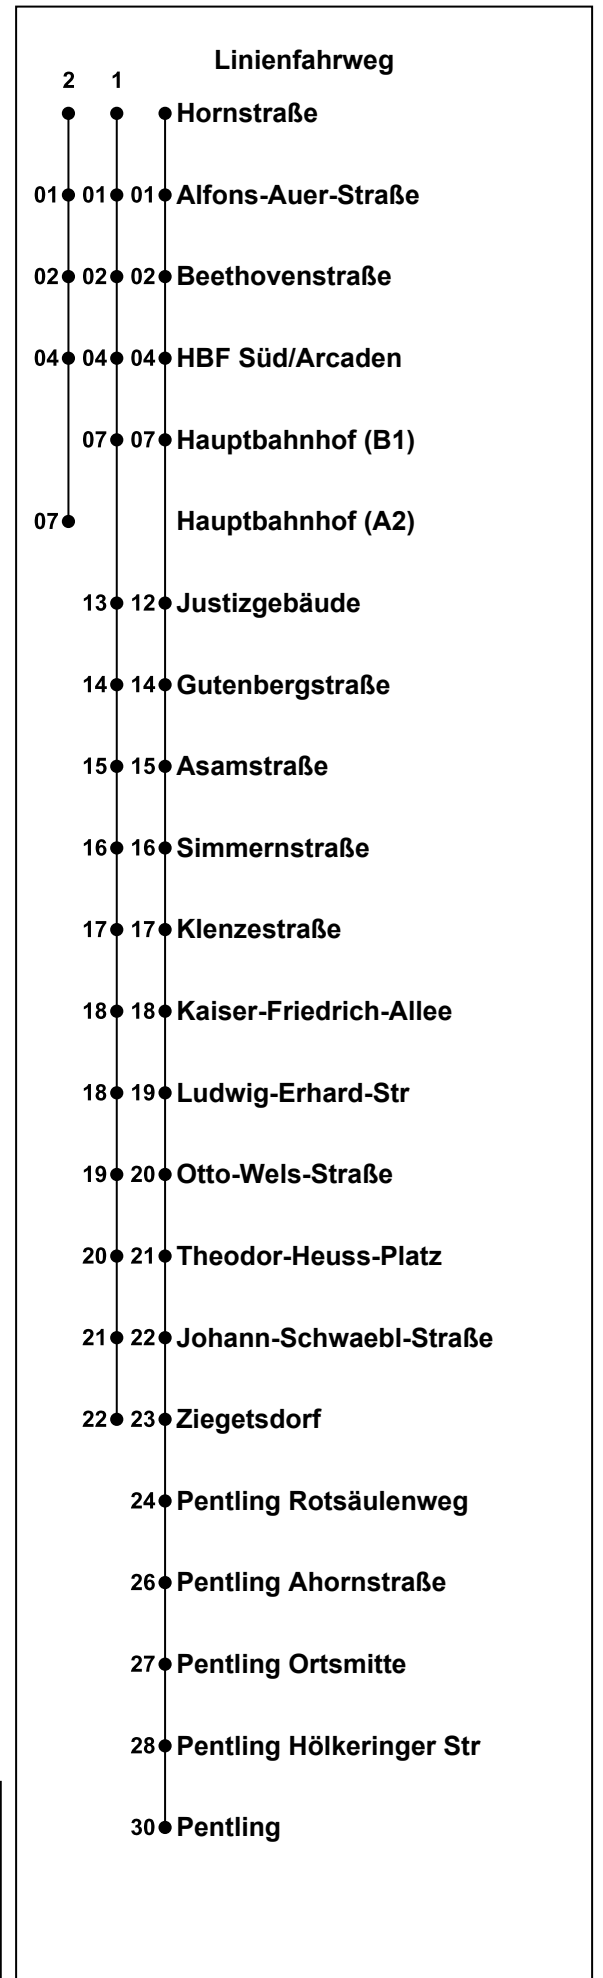 Linienfahrweg
2 1
Hornstraße
01 01 01 Alfons-Auer-Straße
02 02 02 Beethovenstraße
04 04 04 HBF Süd/Arcaden
07 07 Hauptbahnhof (B1)
07 Hauptbahnhof (A2)
13 12 Justizgebäude
14 14 Gutenbergstraße
15 15 Asamstraße
16 16 Simmernstraße
17 17 Klenzestraße
18 18 Kaiser-Friedrich-Allee
18 19 Ludwig-Erhard-Str
19 20 Otto-Wels-Straße
20 21 Theodor-Heuss-Platz
21 22 Johann-Schwaebl-Straße
22 23 Ziegetsdorf
24 Pentling Rotsäulenweg
26 Pentling Ahornstraße
27 Pentling Ortsmitte
28 Pentling Hölkeringer Str
30 Pentling